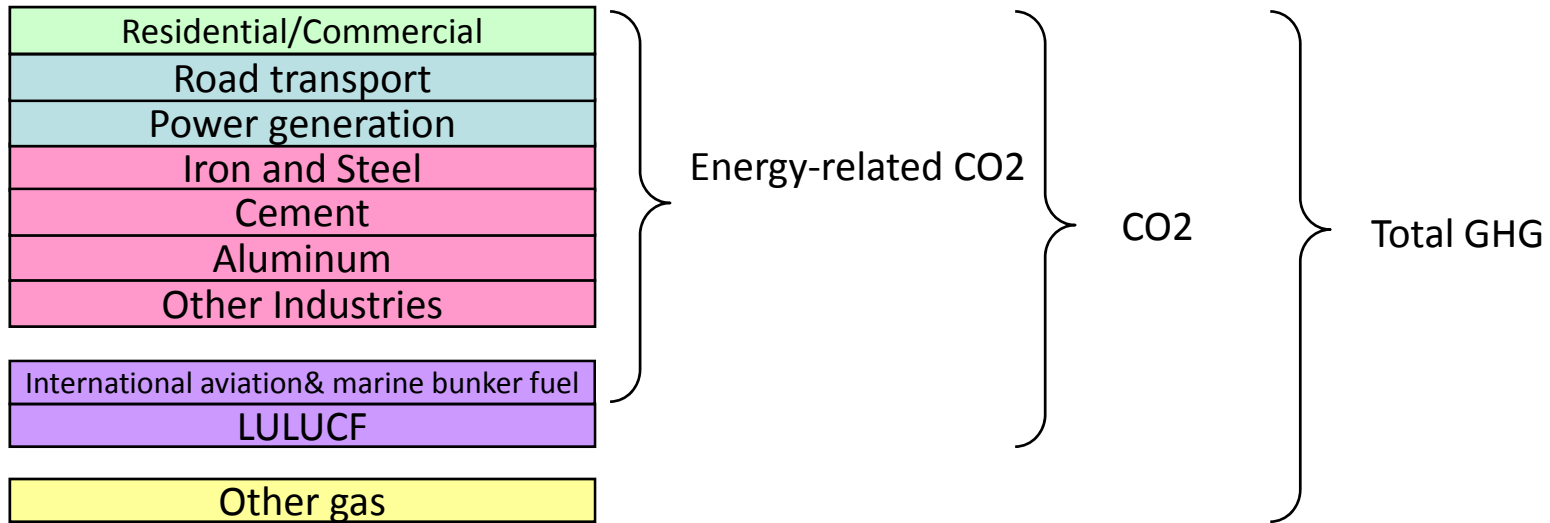 Residential/Commercial
Road transport
Power generation
Iron and Steel
Cement
Aluminum
Other Industries
International aviation& marine bunker fuel
LULUCF
Other gas
Energy-related CO2
CO2
Total GHG